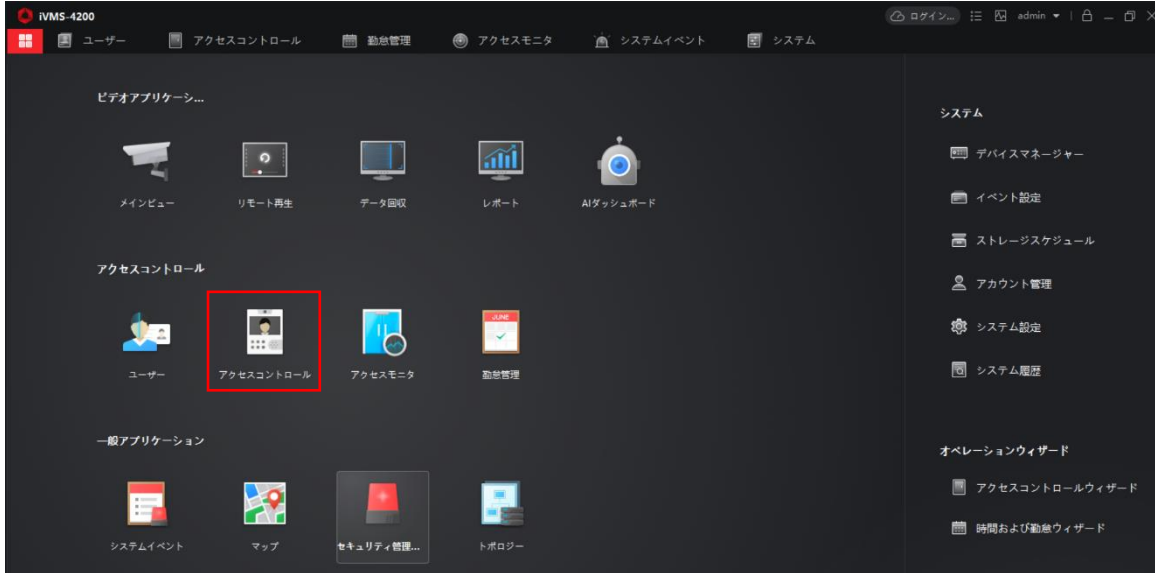 iVMS-4200
ログイン...
admin
ユーザー
アクセスコントロール
勤怠管理
アクセスモニタ
システムイベント
システム
ビデオアプリケーシ...
メインビュー
リモート再生
データ回収
レポート
AIダッシュボード
アクセスコントロール
JUNE
ユーザー
アクセスコントロール
アクセスモニタ
勤怠管理
一般アプリケーション
システムイベント
マップ
セキュリティ管理...
トポロジー
システム
デバイスマネージャー
イベント設定
ストレージスケジュール
アカウント管理
システム設定
システム履歴
オペレーションウィザード
アクセスコントロールウィザード
時間および勤怠ウィザード